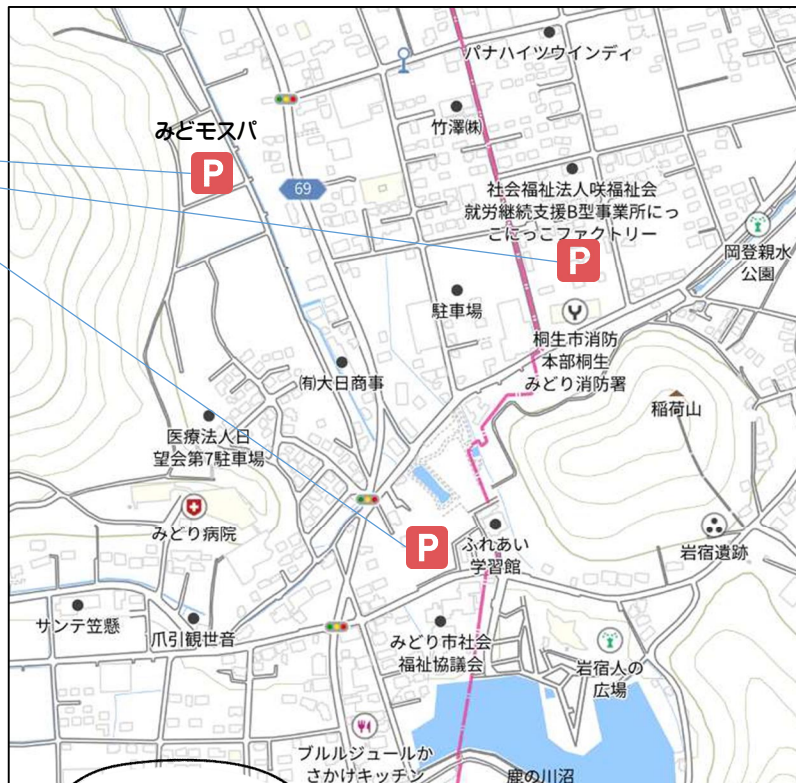 パナハイツウインディ
竹澤㈱
みどモスパ
P
69
社会福祉法人咲福祉会
就労継続支援B型事業所にっ
こにっこファクトリー
P
岡登親水
公園
駐車場
桐生市消防
本部桐生
みどり消防署
㈲大日商事
稲荷山
医療法人日
望会第7駐車場
みどり病院
P
ふれあい
学習館
岩宿遺跡
サンテ笠懸
爪引観世音
みどり市社会
福祉協議会
岩宿人の
広場
ブルルジュールか
さかけキッチン
鹿の川沼